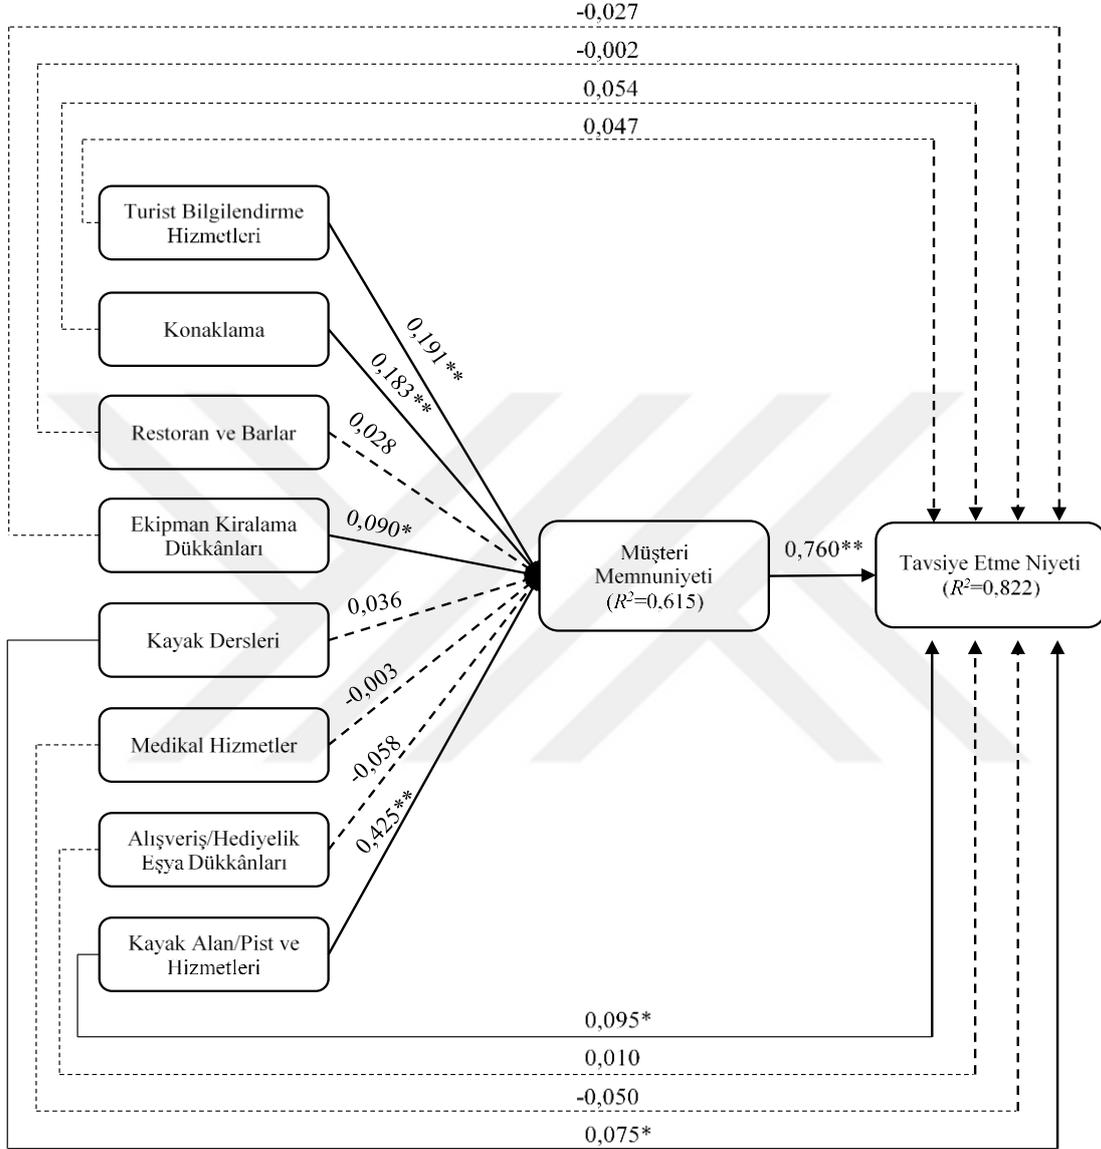 -0,027
-0,002
0,054
0,047
Turist Bilgilendirme
Hizmetleri
Konaklama
Restoran ve Barlar
Ekipman Kiralama
Dükkânları
Kayak Dersleri
Medikal Hizmetler
Alışveriş/Hediyelik
Eşya Dükkânları
Kayak Alan/Pist ve
Hizmetleri
0,191**
0,183**
0,028
0,090*
0,036
-0,003
-0,058
0,425**
Müşteri
Memnuniyeti
(R²=0,615)
0,760**
Tavsiye Etme Niyeti
(R²=0,822)
0,095*
0,010
-0,050
0,075*